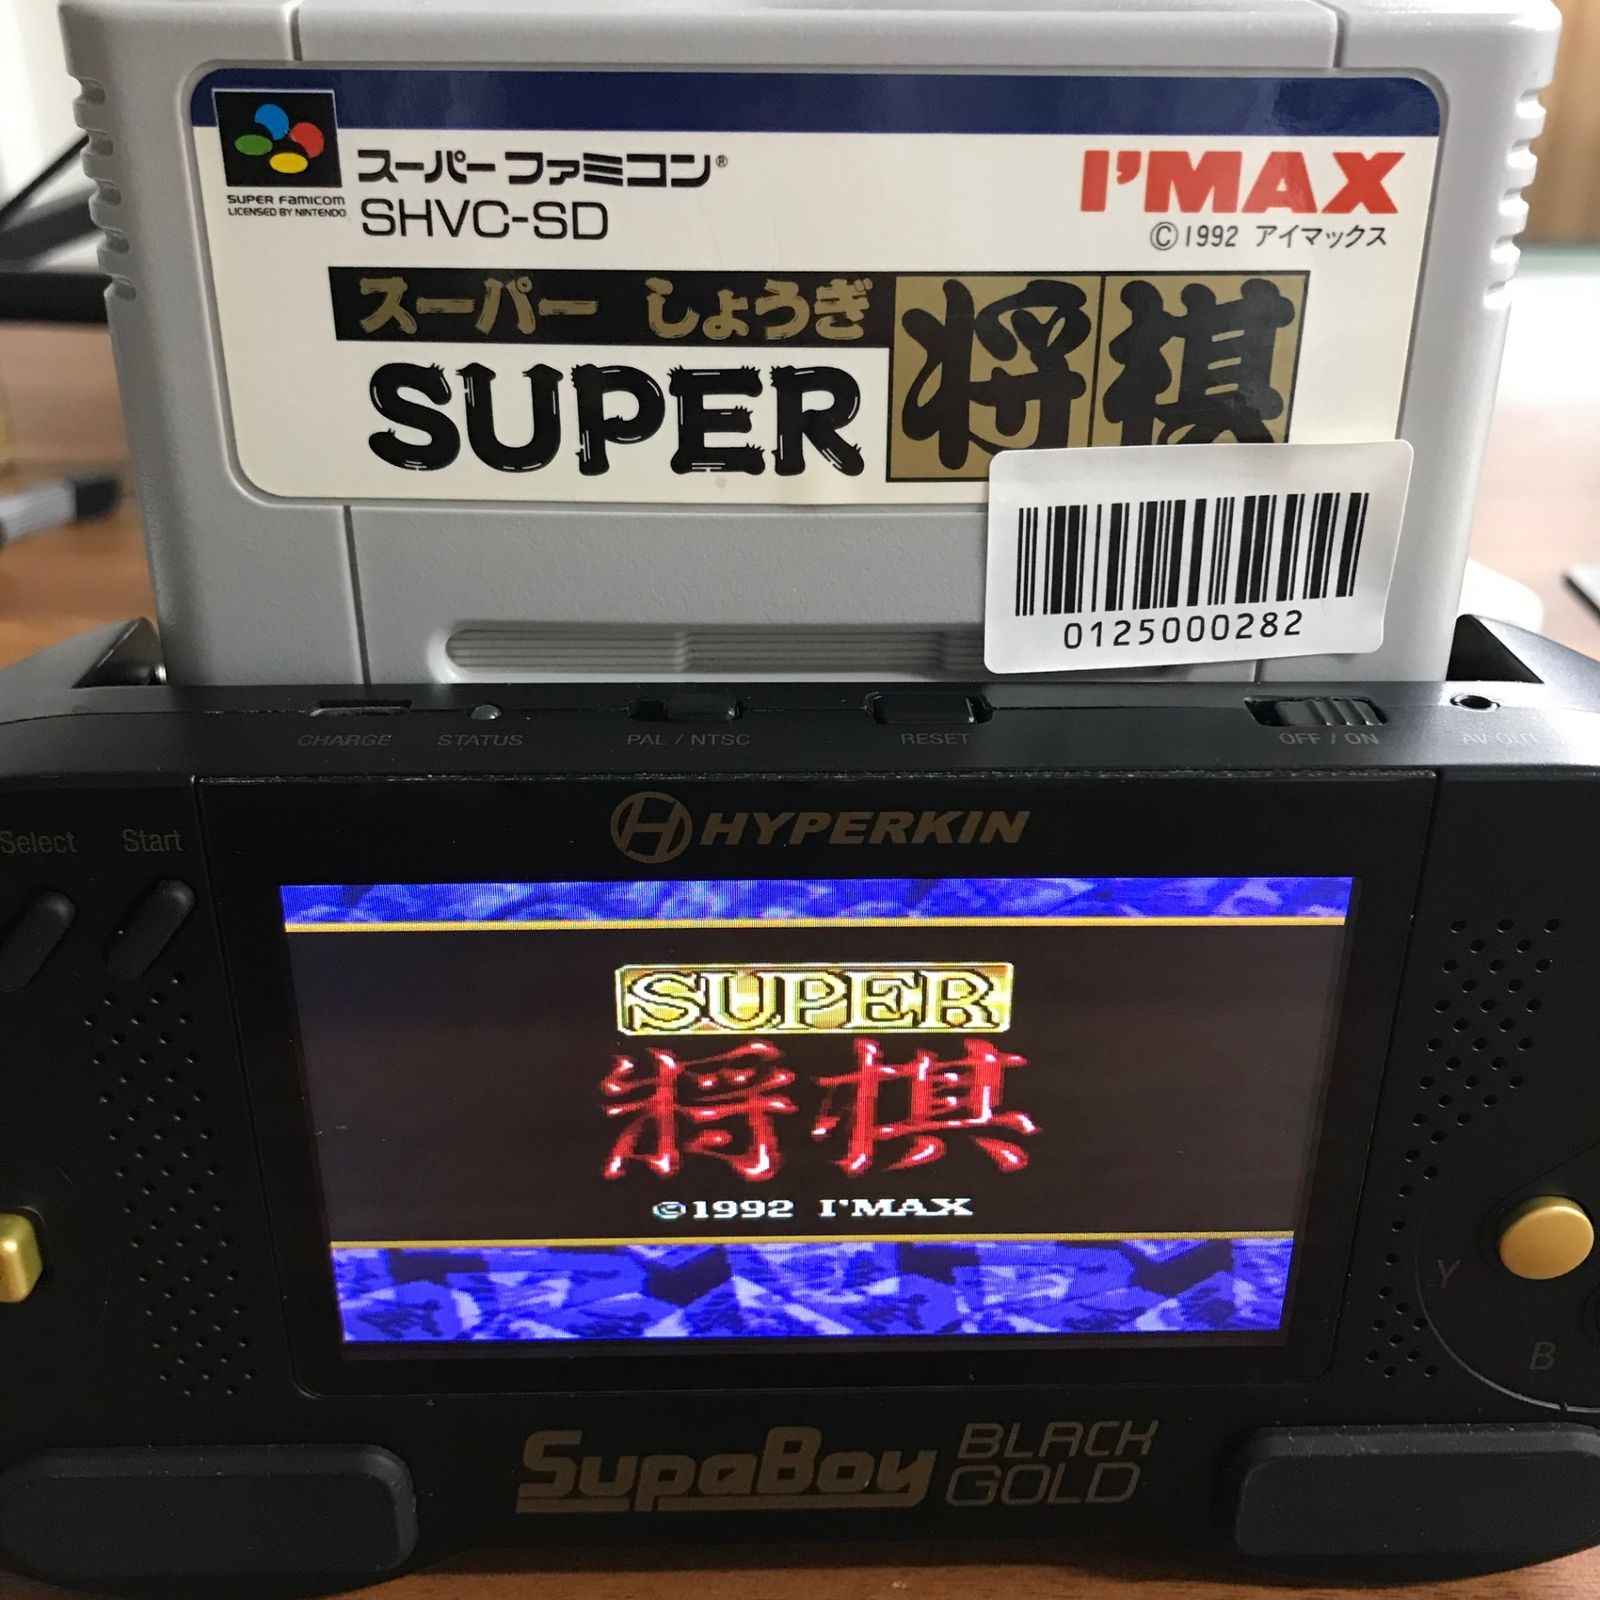 スーパーファミコン®
SUPER FAMICOM
LICENSED BY NINTENDO
SHVC-SD
I'MAX
©1992 アイマックス
スーパー しょうぎ
SUPER 将棋
0125000282
CHARGE STATUS PAL / NTSC RESET OFF / ON AV OUT
Select Start
HYPERKIN
SUPER
将棋
©1992 I'MAX
Y
B
SupaBoy BLACK
GOLD